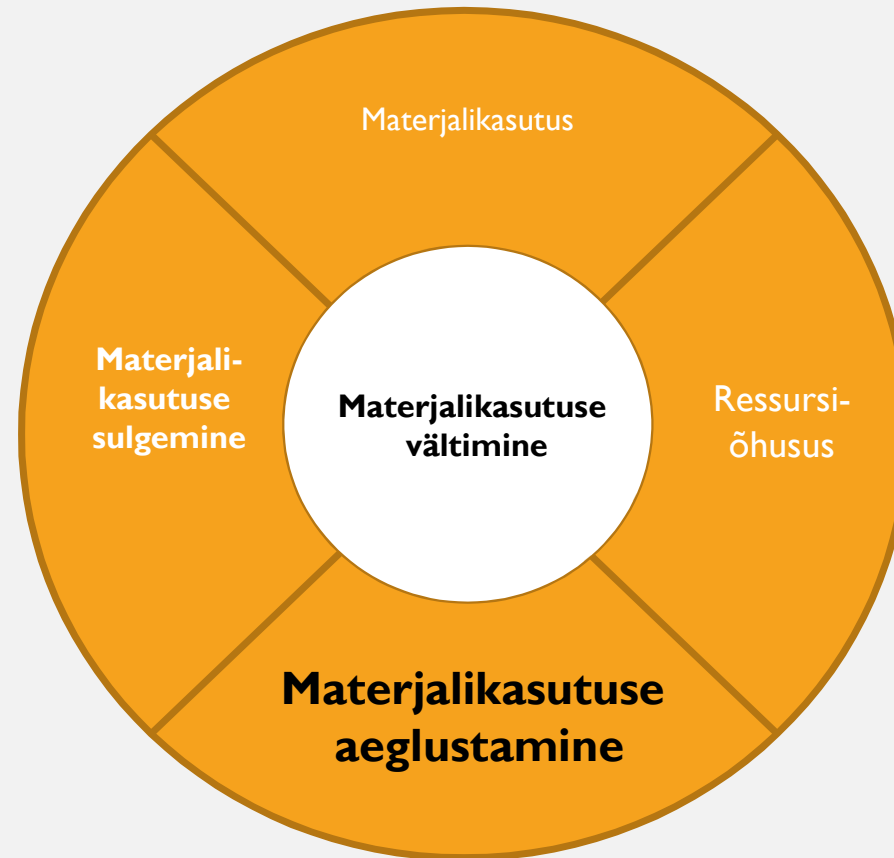 Materjalikasutus
Materjali-
kasutuse
sulgemine
Materjalikasutuse
vältimine
Ressursi-
õhusus
Materjalikasutuse
aeglustamine